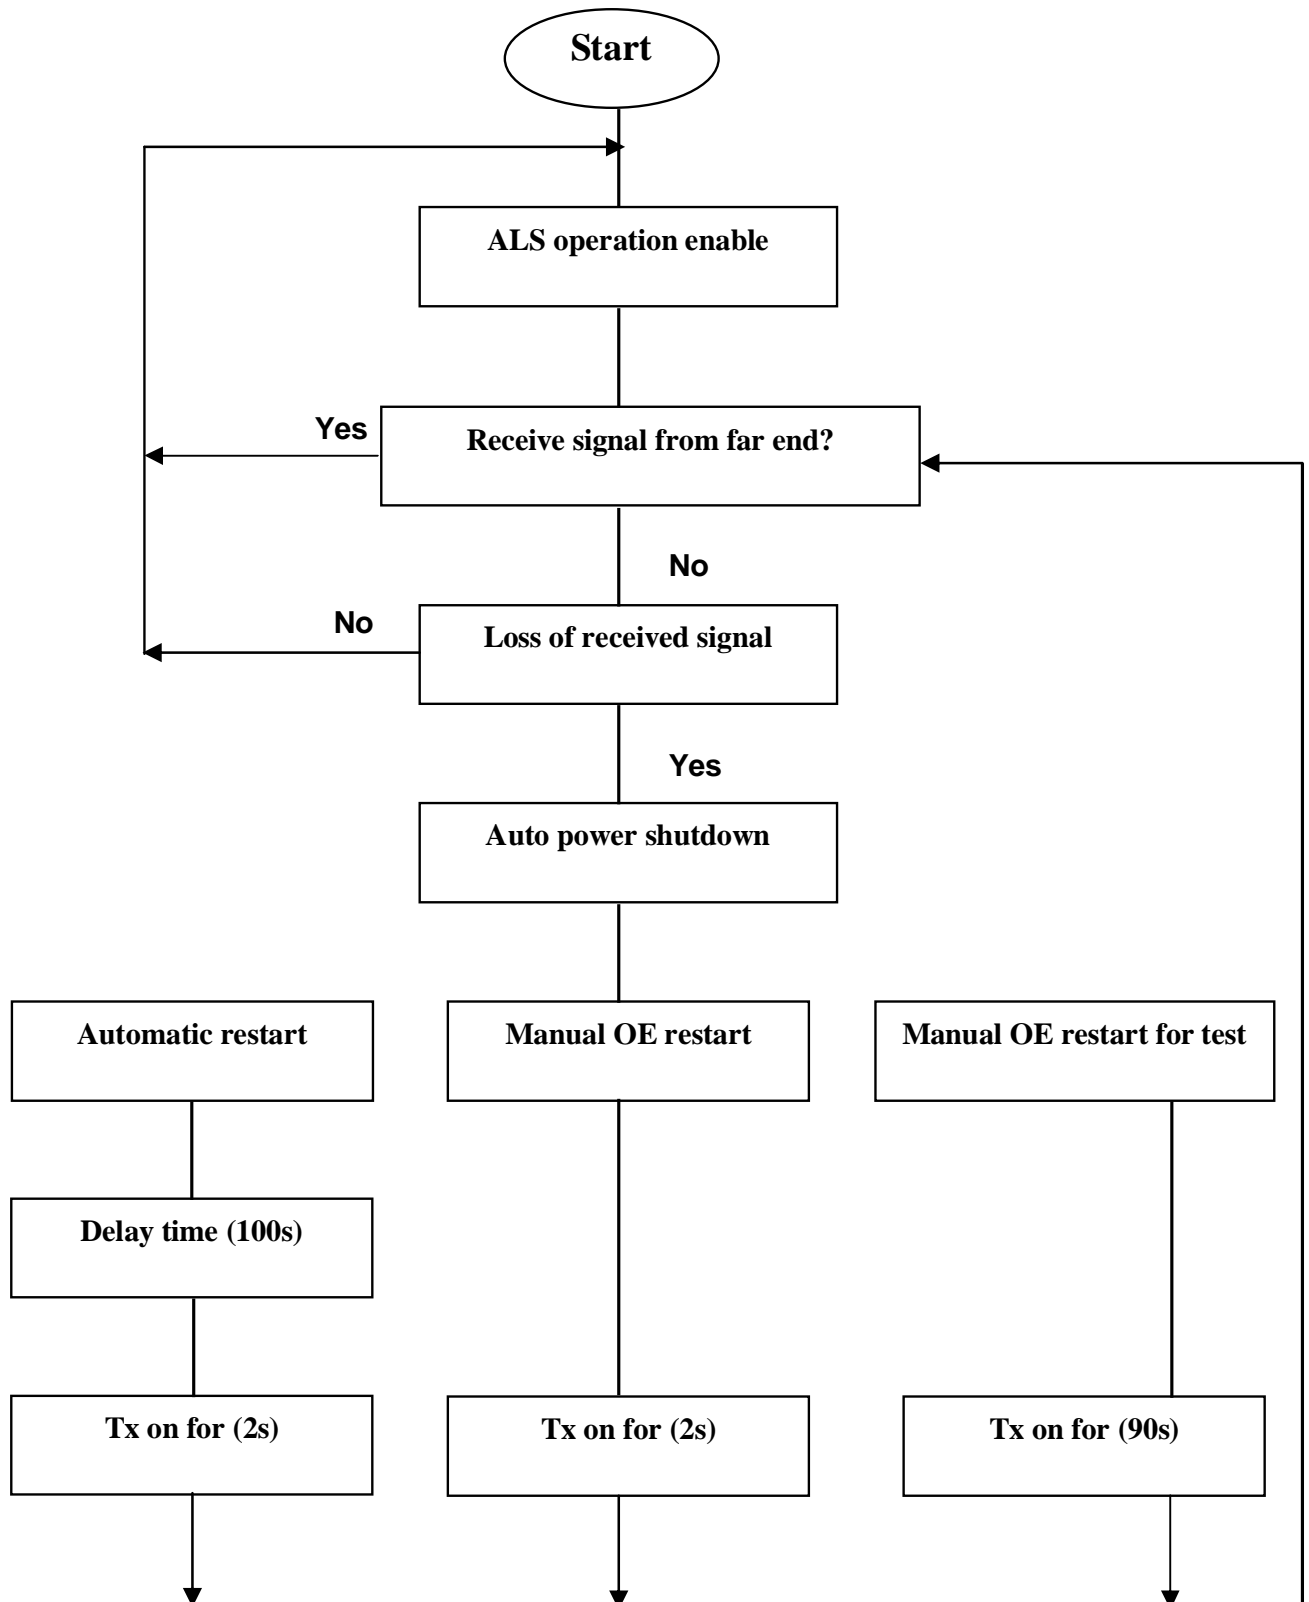 Start
ALS operation enable
Yes
Receive signal from far end?
No
No
Loss of received signal
Yes
Auto power shutdown
Automatic restart
Manual OE restart
Manual OE restart for test
Delay time (100s)
Tx on for (2s)
Tx on for (2s)
Tx on for (90s)